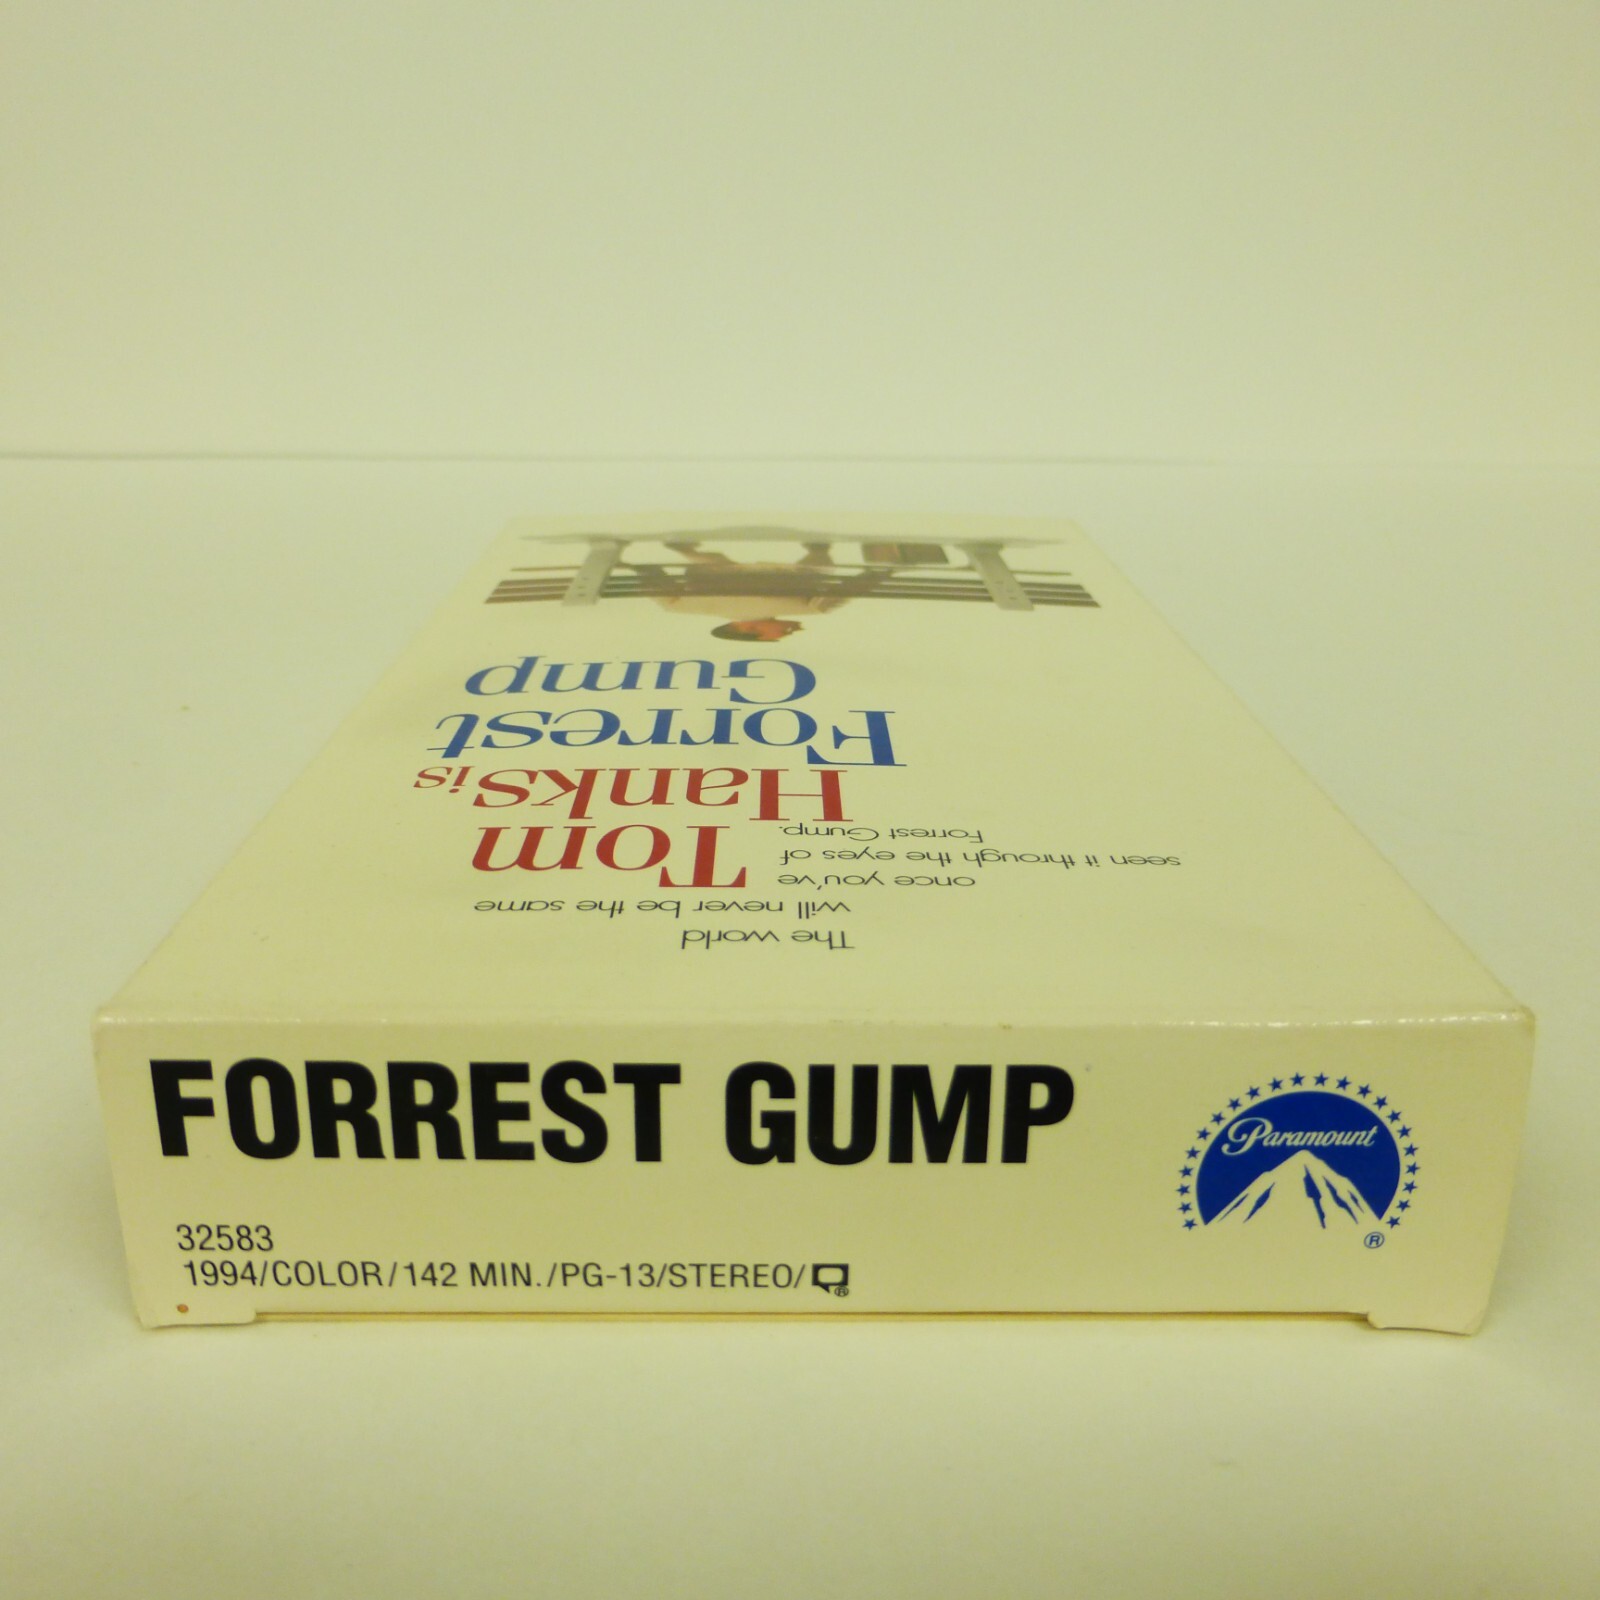 The world
will never be the same
once you've
seen it through the eyes of
Forrest Gump.
Tom
Hanks is
Forrest
Gump
FORREST GUMP
Paramount
®
32583
1994/COLOR/142 MIN./PG-13/STEREO/
®